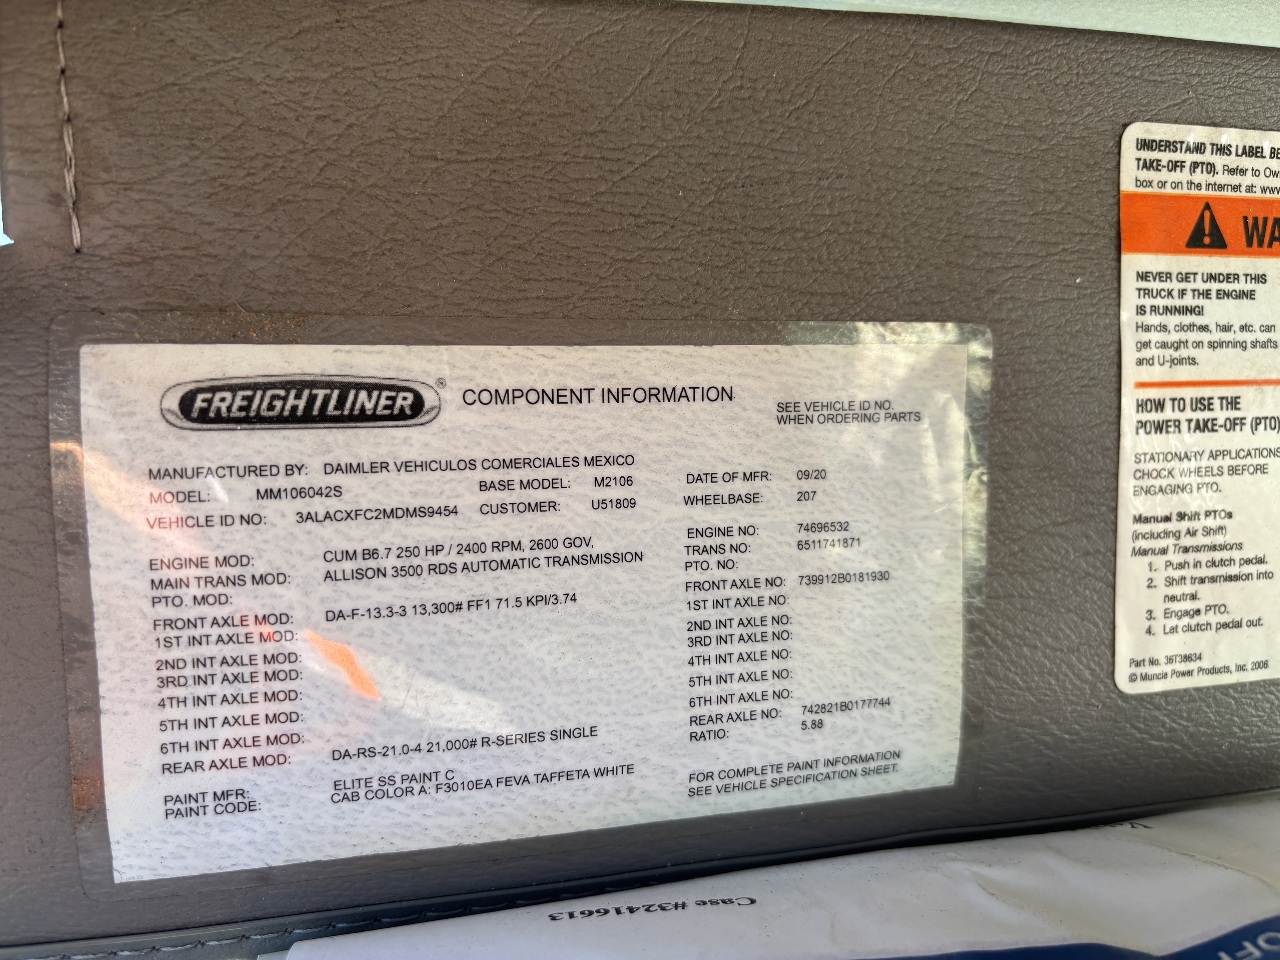 FREIGHTLINER® COMPONENT INFORMATION
SEE VEHICLE ID NO.
WHEN ORDERING PARTS
MANUFACTURED BY: DAIMLER VEHICULOS COMERCIALES MEXICO
MODEL: MM106042S BASE MODEL: M2106
VEHICLE ID NO: 3ALACXFC2MDMS9454 CUSTOMER: U51809
DATE OF MFR: 09/20
WHEELBASE: 207
ENGINE MOD: CUM B6.7 250 HP / 2400 RPM, 2600 GOV,
MAIN TRANS MOD: ALLISON 3500 RDS AUTOMATIC TRANSMISSION
PTO. MOD:
FRONT AXLE MOD: DA-F-13.3-3 13,300# FF1 71.5 KPI/3.74
1ST INT AXLE MOD:
2ND INT AXLE MOD:
3RD INT AXLE MOD:
4TH INT AXLE MOD:
5TH INT AXLE MOD:
6TH INT AXLE MOD:
REAR AXLE MOD: DA-RS-21.0-4 21,000# R-SERIES SINGLE
PAINT MFR: ELITE SS PAINT C
PAINT CODE: CAB COLOR A: F3010EA FEVA TAFFETA WHITE
ENGINE NO: 74696532
TRANS NO: 6511741871
PTO. NO:
FRONT AXLE NO: 739912B0181930
1ST INT AXLE NO:
2ND INT AXLE NO:
3RD INT AXLE NO:
4TH INT AXLE NO:
5TH INT AXLE NO:
6TH INT AXLE NO:
REAR AXLE NO: 742821B0177744
RATIO: 5.88
FOR COMPLETE PAINT INFORMATION
SEE VEHICLE SPECIFICATION SHEET.
UNDERSTAND THIS LABEL BE
TAKE-OFF (PTO). Refer to Ow
box or on the internet at: www
WA
NEVER GET UNDER THIS
TRUCK IF THE ENGINE
IS RUNNING!
Hands, clothes, hair, etc. can
get caught on spinning shafts
and U-joints.
HOW TO USE THE
POWER TAKE-OFF (PTO)
STATIONARY APPLICATIONS
CHOCK WHEELS BEFORE
ENGAGING PTO.
Manual Shift PTOs
(including Air Shift)
Manual Transmissions
1. Push in clutch pedal.
2. Shift transmission into
neutral.
3. Engage PTO.
4. Let clutch pedal out.
Part No. 36T38634
© Muncie Power Products, Inc. 2006
Case #32416613